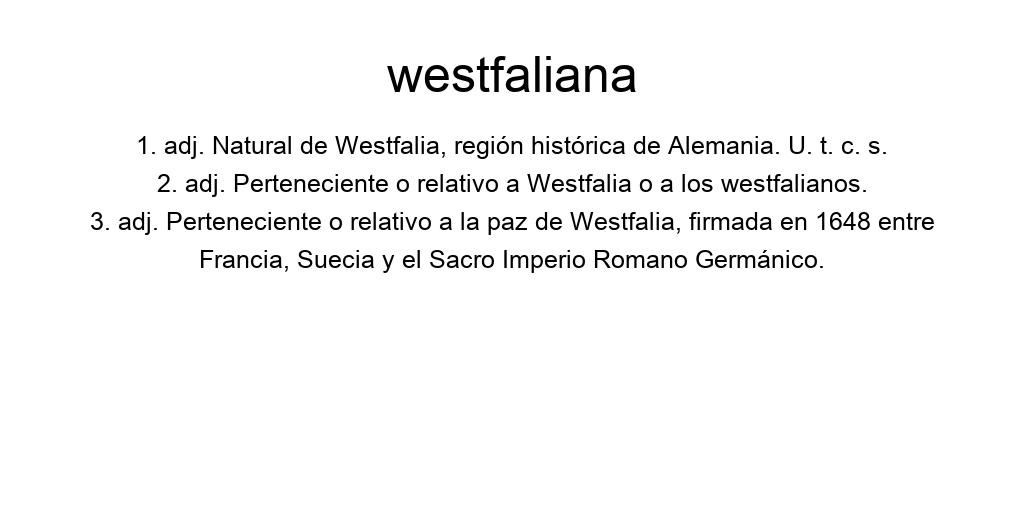 westfaliana
1. adj. Natural de Westfalia, región histórica de Alemania. U. t. c. s.
2. adj. Perteneciente o relativo a Westfalia o a los westfalianos.
3. adj. Perteneciente o relativo a la paz de Westfalia, firmada en 1648 entre
Francia, Suecia y el Sacro Imperio Romano Germánico.